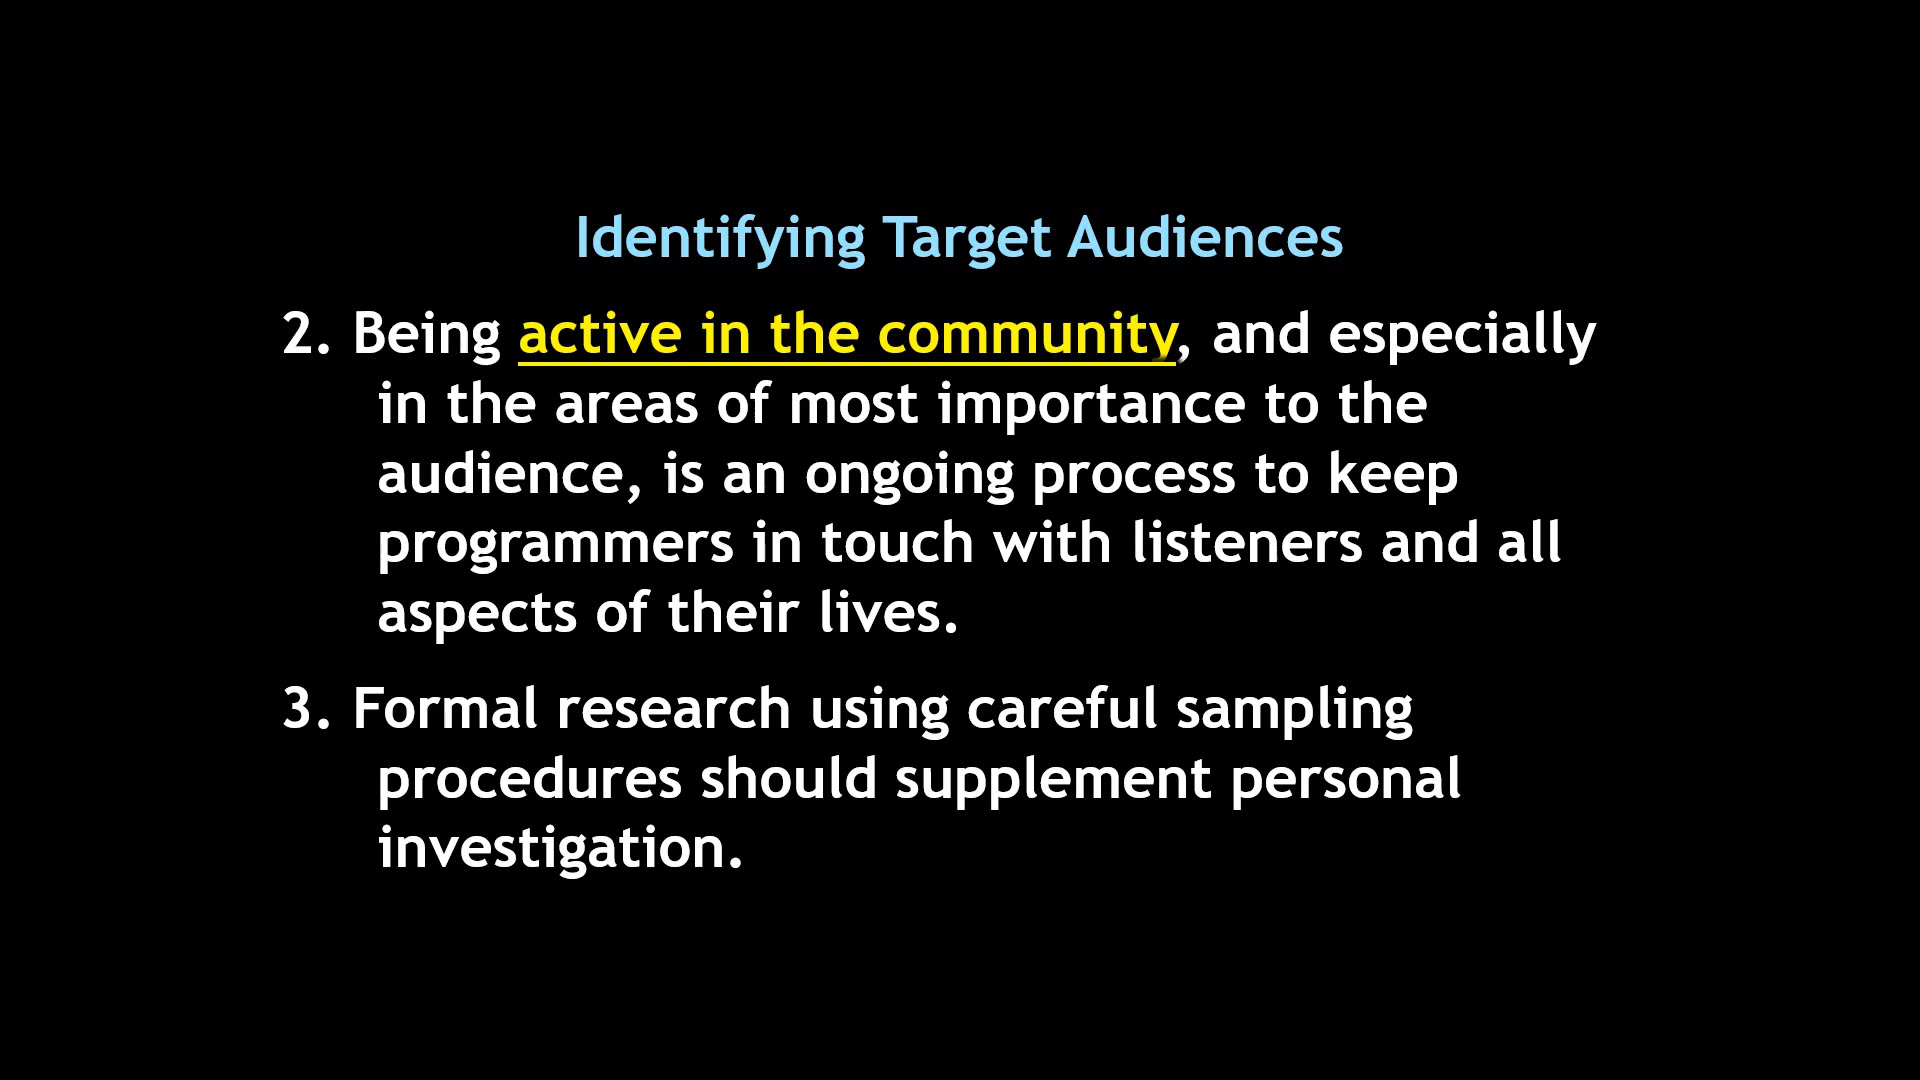 Identifying Target Audiences
2. Being active in the community, and especially
in the areas of most importance to the
audience, is an ongoing process to keep
programmers in touch with listeners and all
aspects of their lives.
3. Formal research using careful sampling
procedures should supplement personal
investigation.